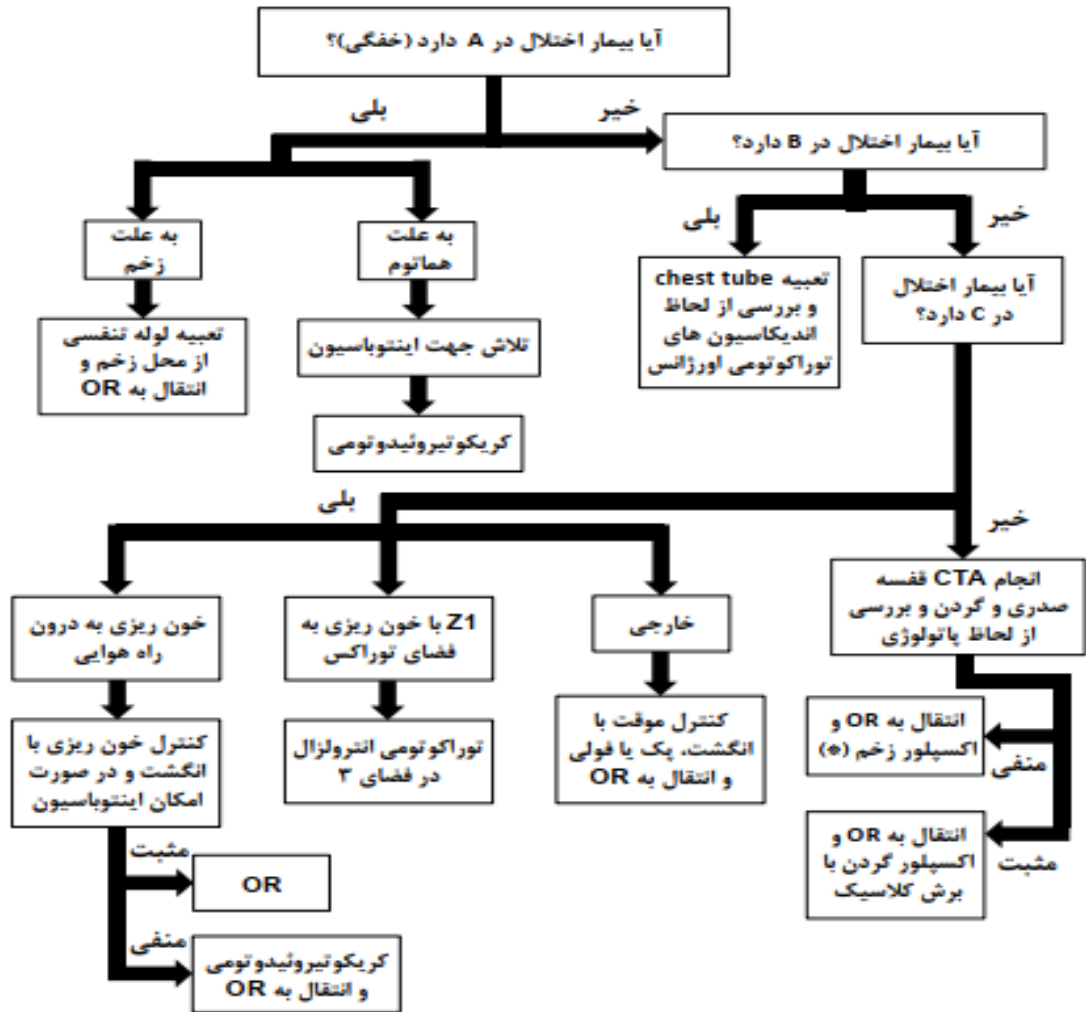 آیا بیمار اختلال در A دارد (خفگی)؟
بلی
خیر
آیا بیمار اختلال در B دارد؟
به علت
زخم
به علت
هماتوم
بلی
خیر
تعبیه لوله تنفسی
از محل زخم و
انتقال به OR
تلاش جهت اینتوباسیون
کریکوتیروئیدوتومی
تعبیه chest tube
و بررسی از لحاظ
اندیکاسیون های
توراکوتومی اورژانس
آیا بیمار اختلال
در C دارد؟
بلی
خیر
خون ریزی به درون
راه هوایی
Z1 با خون ریزی به
فضای توراکس
خارجی
انجام CTA قفسه
صدری و گردن و بررسی
از لحاظ پاتولوژی
کنترل خون ریزی با
انگشت و در صورت
امکان اینتوباسیون
توراکوتومی انترولزال
در فضای ۳
کنترل موقت با
انگشت، پک یا فولی
و انتقال به OR
انتقال به OR و
اکسپلور زخم (*)
منفی
انتقال به OR و
اکسپلور گردن با
برش کلاسیک
مثبت
مثبت
OR
منفی
کریکوتیروئیدوتومی
و انتقال به OR